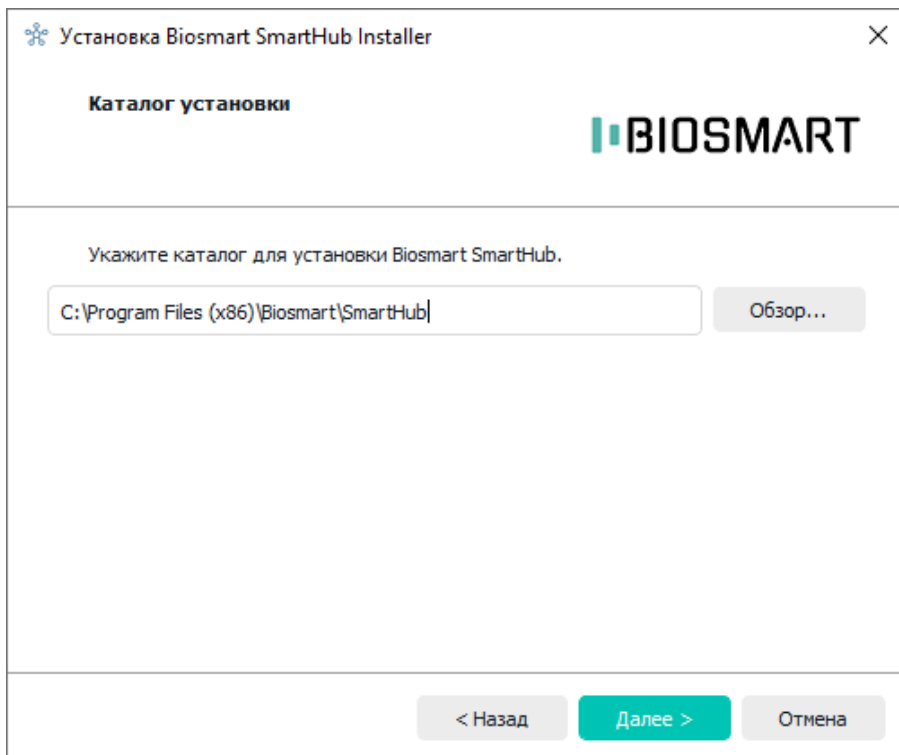 Установка Biosmart SmartHub Installer
Каталог установки
BIOSMART
Укажите каталог для установки Biosmart SmartHub.
C:\Program Files (x86)\Biosmart\SmartHub
Обзор...
< Назад
Далее >
Отмена